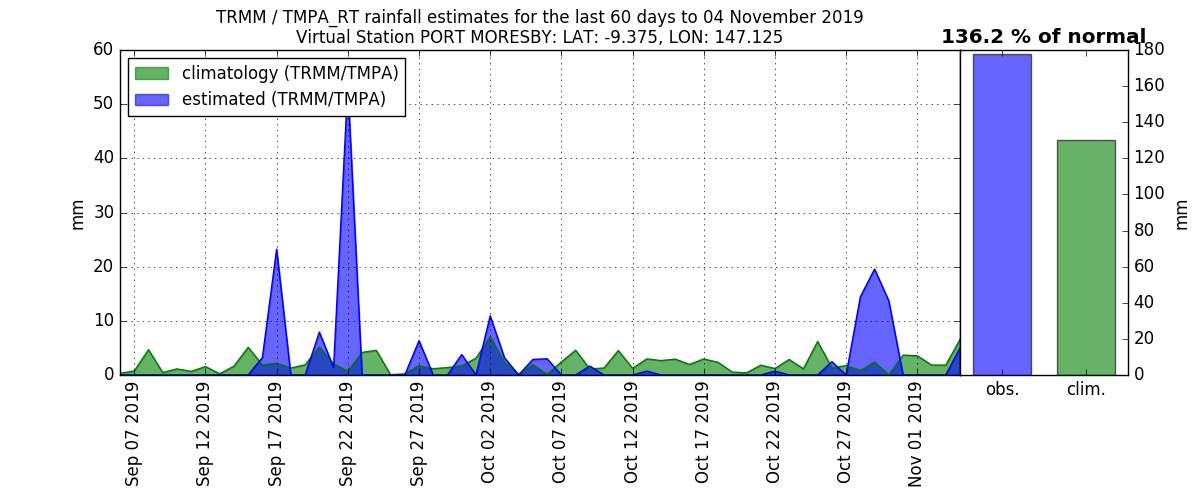 TRMM / TMPA_RT rainfall estimates for the last 60 days to 04 November 2019
Virtual Station PORT MORESBY: LAT: -9.375, LON: 147.125
136.2 % of normal
climatology (TRMM/TMPA)
estimated (TRMM/TMPA)
60
50
40
30
20
10
0
mm
Sep 07 2019
Sep 12 2019
Sep 17 2019
Sep 22 2019
Sep 27 2019
Oct 02 2019
Oct 07 2019
Oct 12 2019
Oct 17 2019
Oct 22 2019
Oct 27 2019
Nov 01 2019
180
160
140
120
100
80
60
40
20
0
mm
obs.
clim.